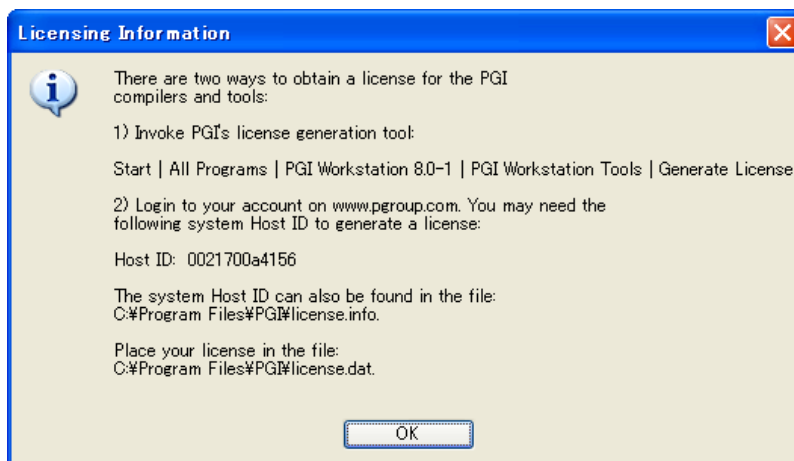 Licensing Information
There are two ways to obtain a license for the PGI
compilers and tools:
1) Invoke PGI's license generation tool:
Start | All Programs | PGI Workstation 8.0-1 | PGI Workstation Tools | Generate License
2) Login to your account on www.pgroup.com. You may need the
following system Host ID to generate a license:
Host ID: 0021700a4156
The system Host ID can also be found in the file:
C:¥Program Files¥PGI¥license.info.
Place your license in the file:
C:¥Program Files¥PGI¥license.dat.
OK